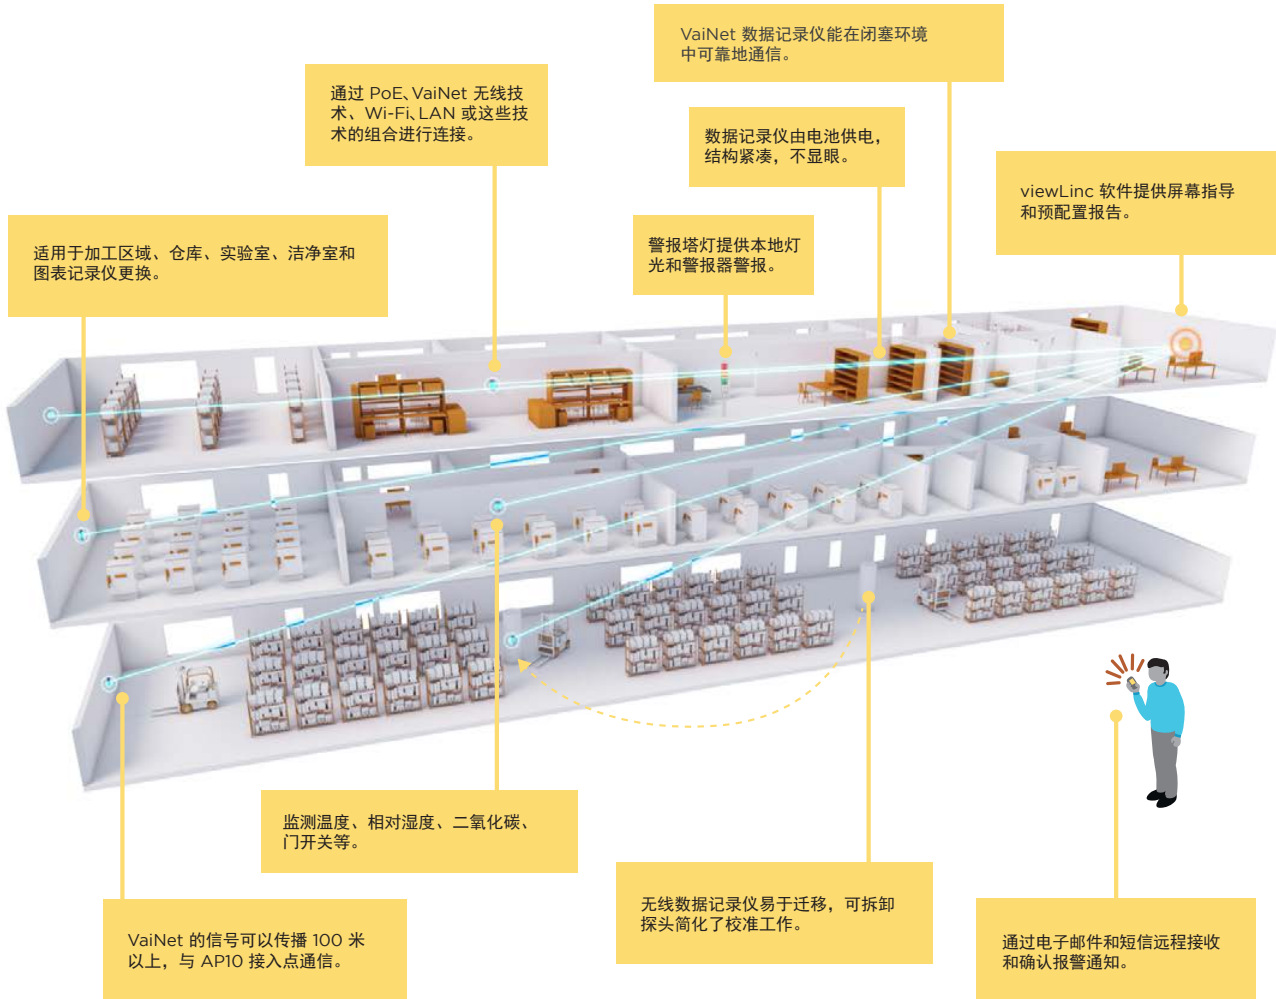 VaiNet 数据记录仪能在闭塞环境
中可靠地通信。
通过 PoE、VaiNet 无线技
术、Wi-Fi、LAN 或这些技
术的组合进行连接。
数据记录仪由电池供电，
结构紧凑，不显眼。
viewLinc 软件提供屏幕指导
和预配置报告。
适用于加工区域、仓库、实验室、洁净室和
图表记录仪更换。
警报塔灯提供本地灯
光和警报器警报。
监测温度、相对湿度、二氧化碳、
门开关等。
无线数据记录仪易于迁移，可拆卸
探头简化了校准工作。
VaiNet 的信号可以传播 100 米
以上，与 AP10 接入点通信。
通过电子邮件和短信远程接收
和确认报警通知。